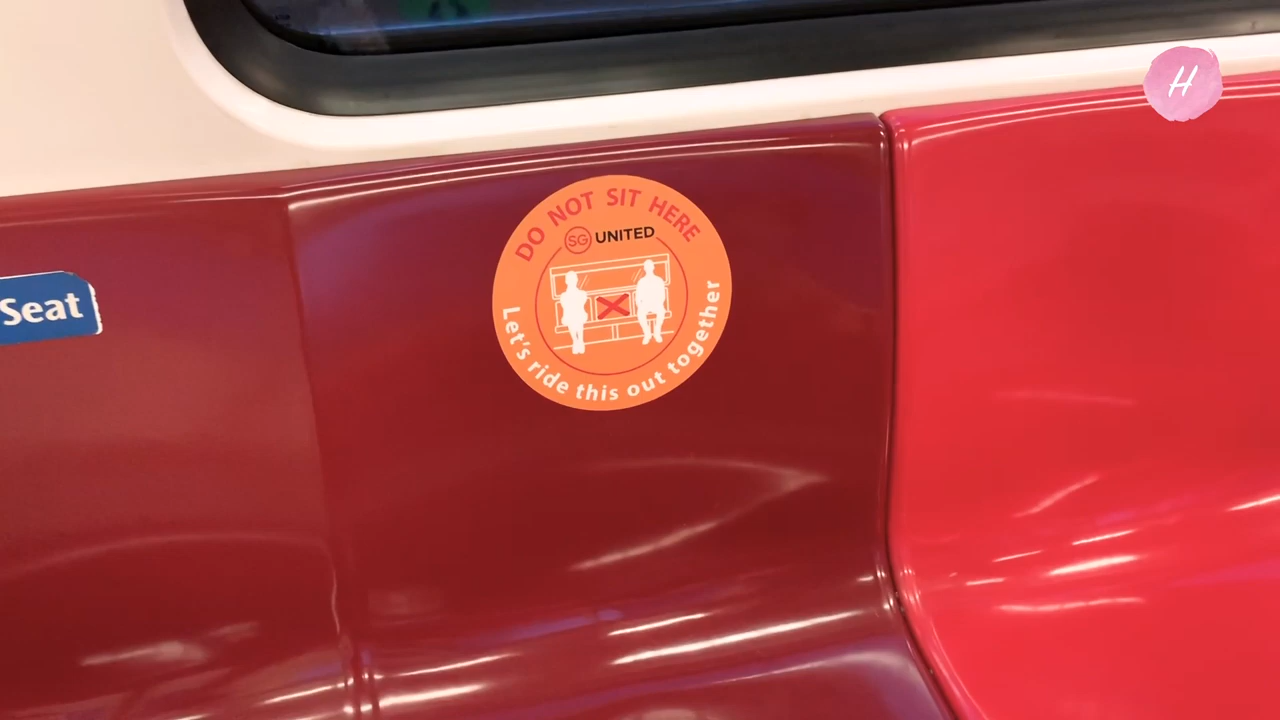 H
DO NOT SIT HERE
SG UNITED
Let's ride this out together
Seat